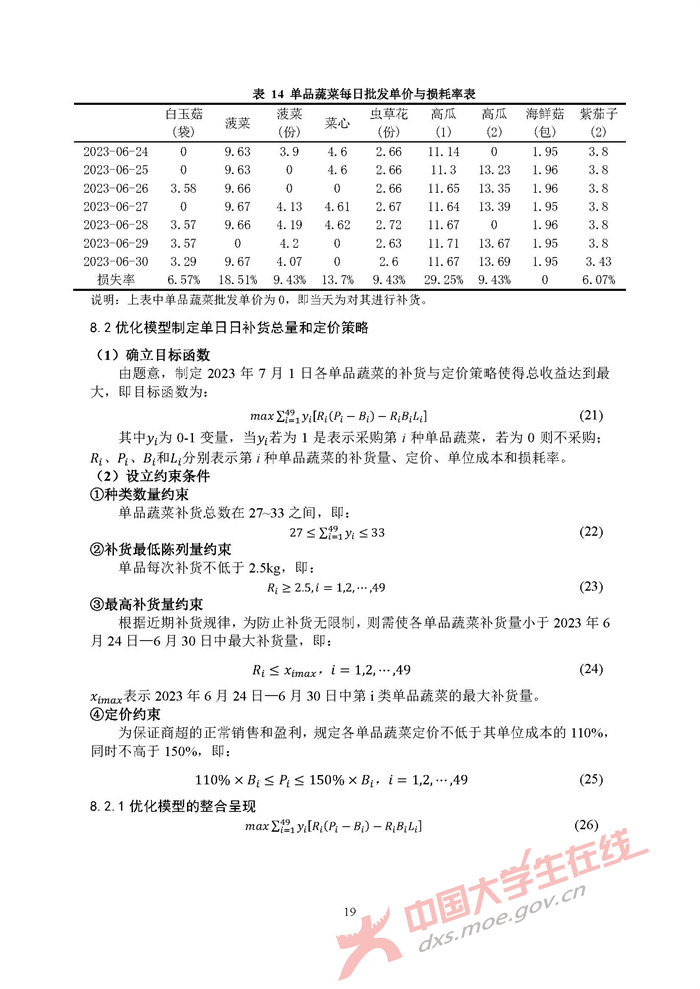 表 14 单品蔬菜每日批发单价与损耗率表
白玉菇(袋) 菠菜 菠菜(份) 菜心 虫草花(份) 高瓜(1) 高瓜(2) 海鲜菇(包) 紫茄子(2)
2023-06-24 0 9.63 3.9 4.6 2.66 11.14 0 1.95 3.8
2023-06-25 0 9.63 0 4.6 2.66 11.3 13.23 1.96 3.8
2023-06-26 3.58 9.66 0 0 2.66 11.65 13.35 1.96 3.8
2023-06-27 0 9.67 4.13 4.61 2.67 11.64 13.39 1.95 3.8
2023-06-28 3.57 9.66 4.19 4.62 2.72 11.67 0 1.96 3.8
2023-06-29 3.57 0 4.2 0 2.63 11.71 13.67 1.95 3.8
2023-06-30 3.29 9.67 4.07 0 2.6 11.67 13.69 1.95 3.43
损失率 6.57% 18.51% 9.43% 13.7% 9.43% 29.25% 9.43% 0 6.07%
说明：上表中单品蔬菜批发单价为 0，即当天为对其进行补货。
8.2 优化模型制定单日日补货总量和定价策略
（1）确立目标函数
由题意，制定 2023 年 7 月 1 日各单品蔬菜的补货与定价策略使得总收益达到最
大，即目标函数为：
max ∑_{i=1}^{49} y_i[R_i(P_i − B_i) − R_iB_iL_i] (21)
其中y_i为 0-1 变量，当y_i若为 1 是表示采购第 i 种单品蔬菜，若为 0 则不采购；
R_i、P_i、B_i和L_i分别表示第 i 种单品蔬菜的补货量、定价、单位成本和损耗率。
（2）设立约束条件
①种类数量约束
单品蔬菜补货总数在 27~33 之间，即：
27 ≤ ∑_{i=1}^{49} y_i ≤ 33 (22)
②补货最低陈列量约束
单品每次补货不低于 2.5kg，即：
R_i ≥ 2.5, i = 1,2,⋯,49 (23)
③最高补货量约束
根据近期补货规律，为防止补货无限制，则需使各单品蔬菜补货量小于 2023 年 6
月 24 日—6 月 30 日中最大补货量，即：
R_i ≤ x_{imax}，i = 1,2,⋯,49 (24)
x_{imax}表示 2023 年 6 月 24 日—6 月 30 日中第 i 类单品蔬菜的最大补货量。
④定价约束
为保证商超的正常销售和盈利，规定各单品蔬菜定价不低于其单位成本的 110%，
同时不高于 150%，即：
110% × B_i ≤ P_i ≤ 150% × B_i，i = 1,2,⋯,49 (25)
8.2.1 优化模型的整合呈现
max ∑_{i=1}^{49} y_i[R_i(P_i − B_i) − R_iB_iL_i] (26)
19
中国大学生在线
dxs.moe.gov.cn